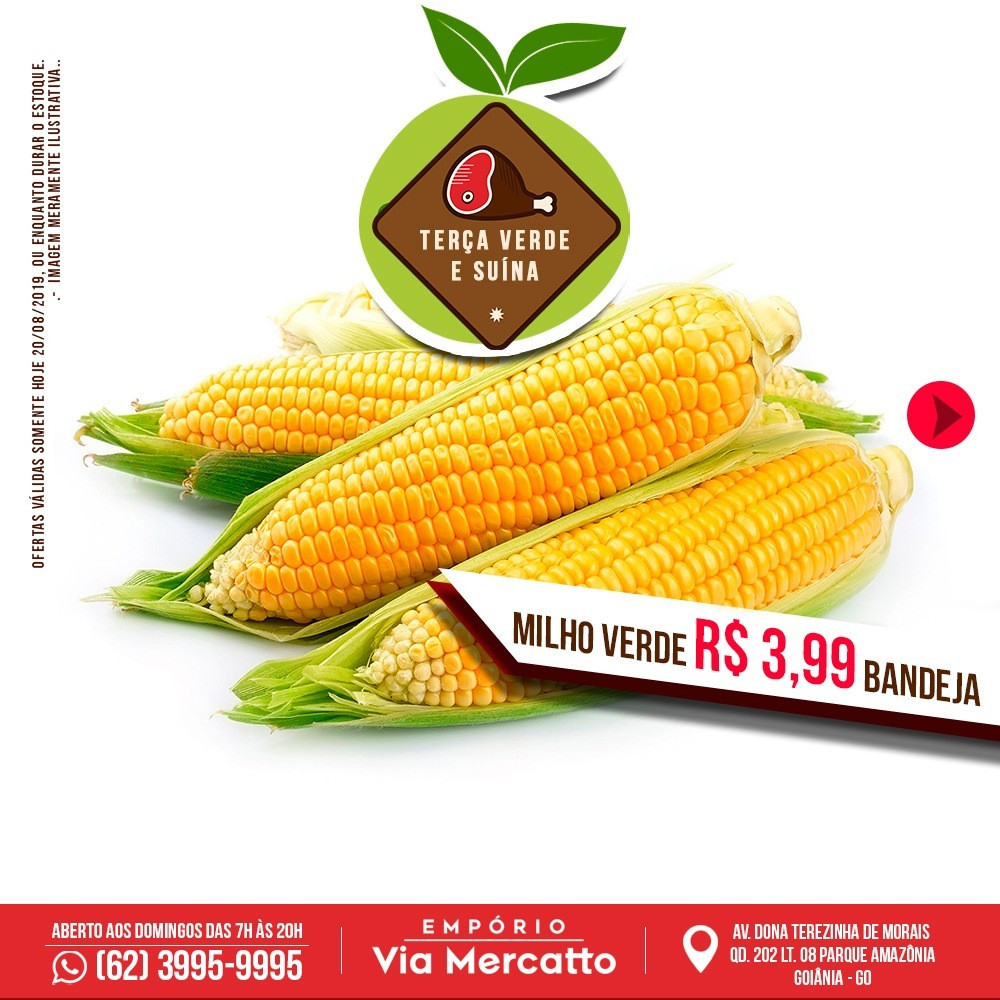 TERÇA VERDE
E SUÍNA
OFERTAS VÁLIDAS SOMENTE HOJE 20/08/2019, OU ENQUANTO DURAR O ESTOQUE.
.- IMAGEM MERAMENTE ILUSTRATIVA..
MILHO VERDE R$ 3,99 BANDEJA
ABERTO AOS DOMINGOS DAS 7H ÀS 20H
(62) 3995-9995
EMPÓRIO
Via Mercatto
AV. DONA TEREZINHA DE MORAIS
QD. 202 LT. 08 PARQUE AMAZÔNIA
GOIÂNIA - GO